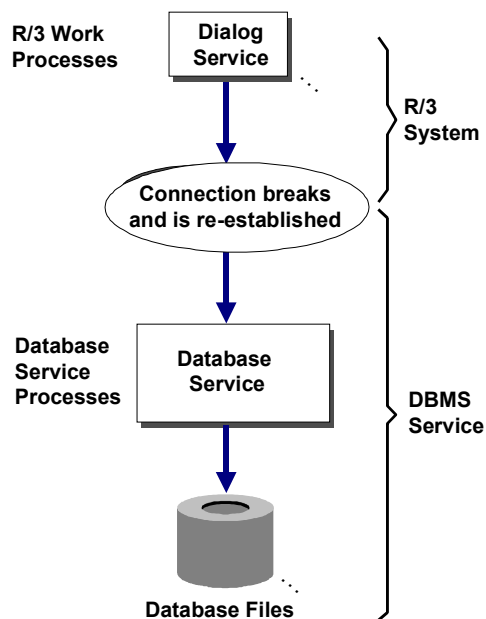 R/3 Work
Processes
Dialog
Service
R/3
System
Connection breaks
and is re-established
Database
Service
Processes
Database
Service
DBMS
Service
Database Files